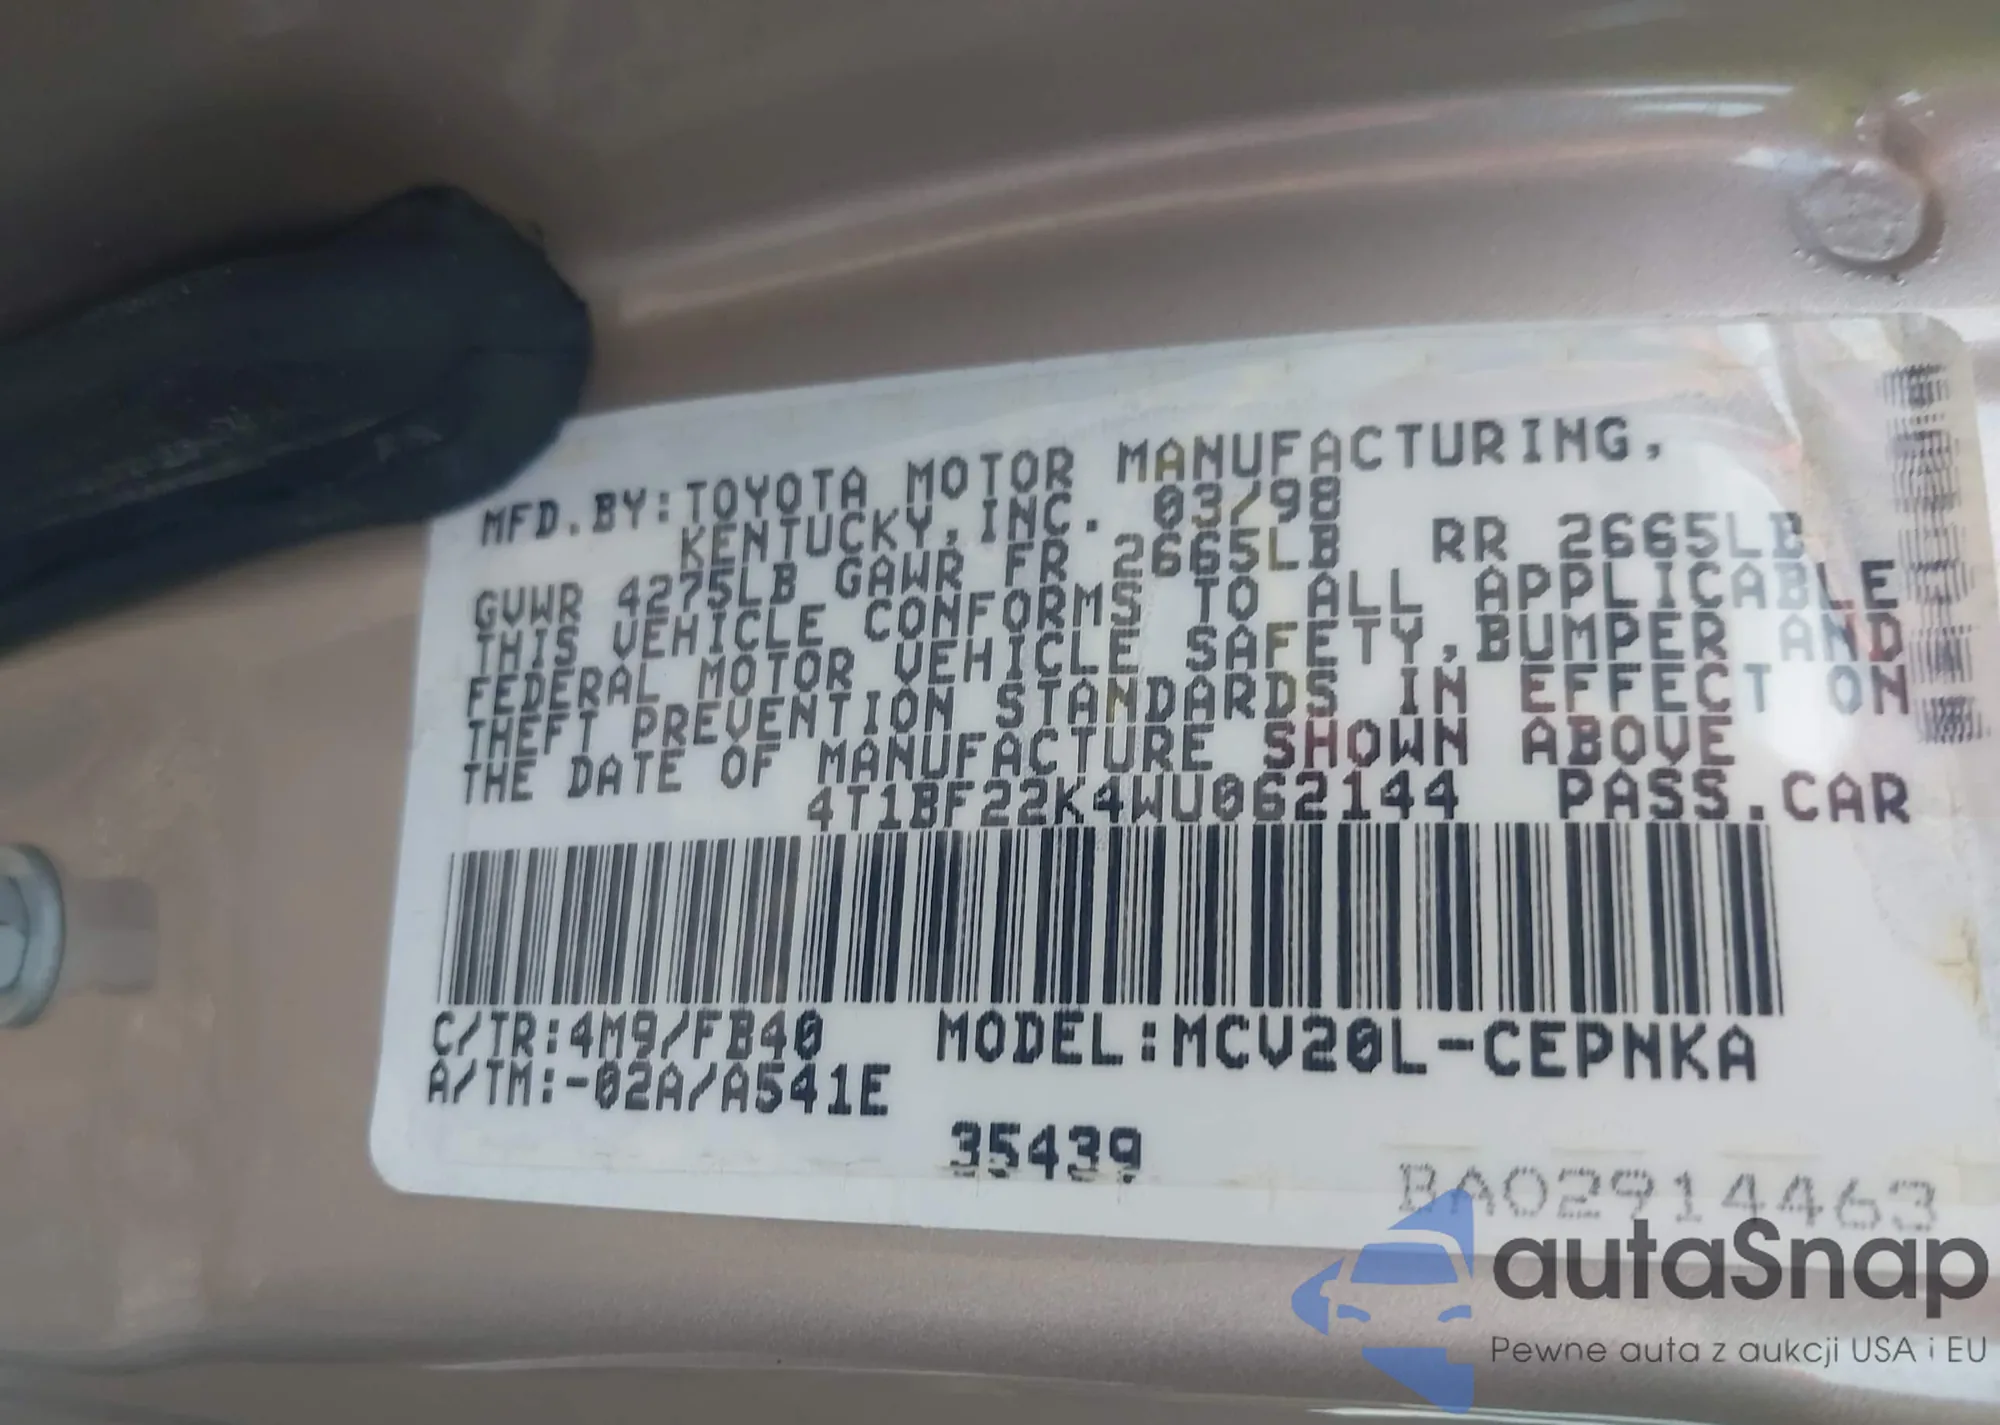 MFD.BY:TOYOTA MOTOR MANUFACTURING,
KENTUCKY,INC. 03/98
GVWR 4275LB GAWR FR 2665LB RR 2665LB
THIS VEHICLE CONFORMS TO ALL APPLICABLE
FEDERAL MOTOR VEHICLE SAFETY,BUMPER AND
THEFT PREVENTION STANDARDS IN EFFECT ON
THE DATE OF MANUFACTURE SHOWN ABOVE
4T1BF22K4WU062144 PASS.CAR
C/TR:4M9/FB40 MODEL:MCV20L-CEPNKA
A/TM:-02A/A541E
35439
BA02914463
autaSnap
Pewne auta z aukcji USA i EU